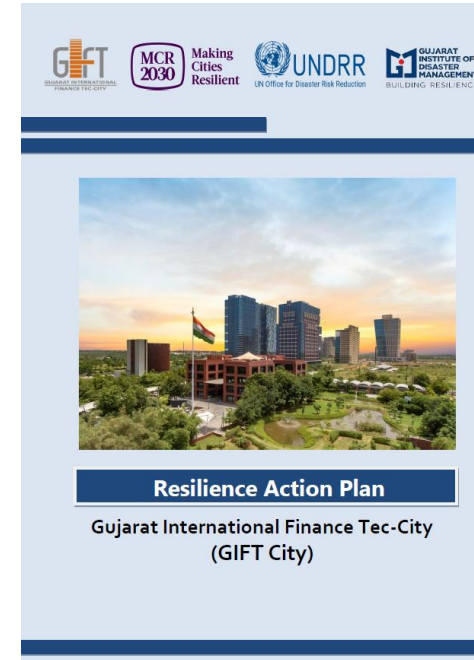 GIFT
GUJARAT INTERNATIONAL
FINANCE TEC-CITY
MCR
2030
Making
Cities
Resilient
UNDRR
UN Office for Disaster Risk Reduction
GUJARAT
INSTITUTE OF
DISASTER
MANAGEMENT
BUILDING RESILIENC
Resilience Action Plan
Gujarat International Finance Tec-City
(GIFT City)